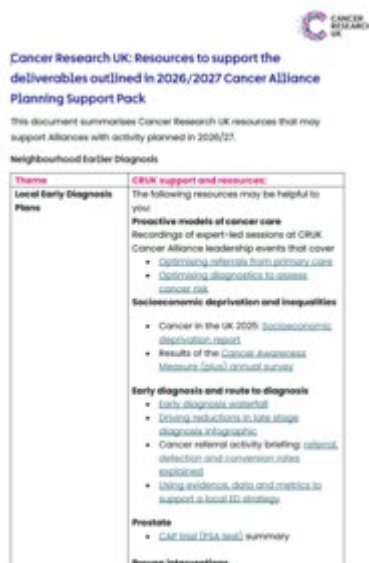 CANCER
RESEARCH
UK
Cancer Research UK: Resources to support the
deliverables outlined in 2026/2027 Cancer Alliance
Planning Support Pack
This document summarises Cancer Research UK resources that may
support Alliances with activity planned in 2026/27.
Neighbourhood Earlier Diagnosis
Theme
CRUK support and resources:
Local Early Diagnosis
Plans
The following resources may be helpful to
you:
Proactive models of cancer care
Recordings of expert-led sessions at CRUK
Cancer Alliance leadership events that cover
• Optimising referrals from primary care
• Optimising diagnostics to assess
cancer risk
Socioeconomic deprivation and inequalities
• Cancer in the UK 2025: Socioeconomic
deprivation report
• Results of the Cancer Awareness
Measure (plus) annual survey
Early diagnosis and route to diagnosis
• Early diagnosis waterfall
• Driving reductions in late stage
diagnosis infographic
• Cancer referral activity briefing: referral,
detection and conversion rates
explained
• Using evidence, data and metrics to
support a local ED strategy
Prostate
• CAP trial (PSA test) summary
Proven interventions